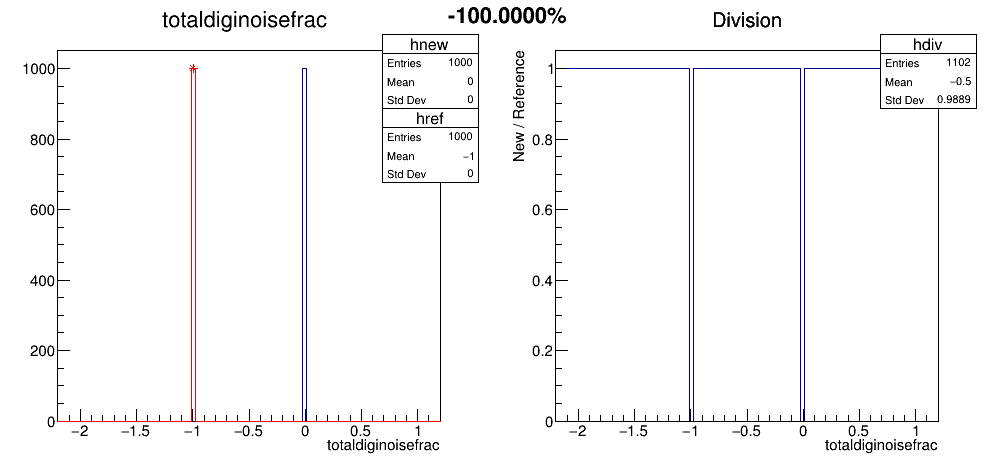 -100.0000%
totaldiginoisefrac
hnew
Entries 1000
Mean 0
Std Dev 0
href
Entries 1000
Mean −1
Std Dev 0
1000
800
600
400
200
0
−2 −1.5 −1 −0.5 0 0.5 1
totaldiginoisefrac
Division
hdiv
Entries 1102
Mean −0.5
Std Dev 0.9889
New / Reference
1
0.8
0.6
0.4
0.2
0
−2 −1.5 −1 −0.5 0 0.5 1
totaldiginoisefrac